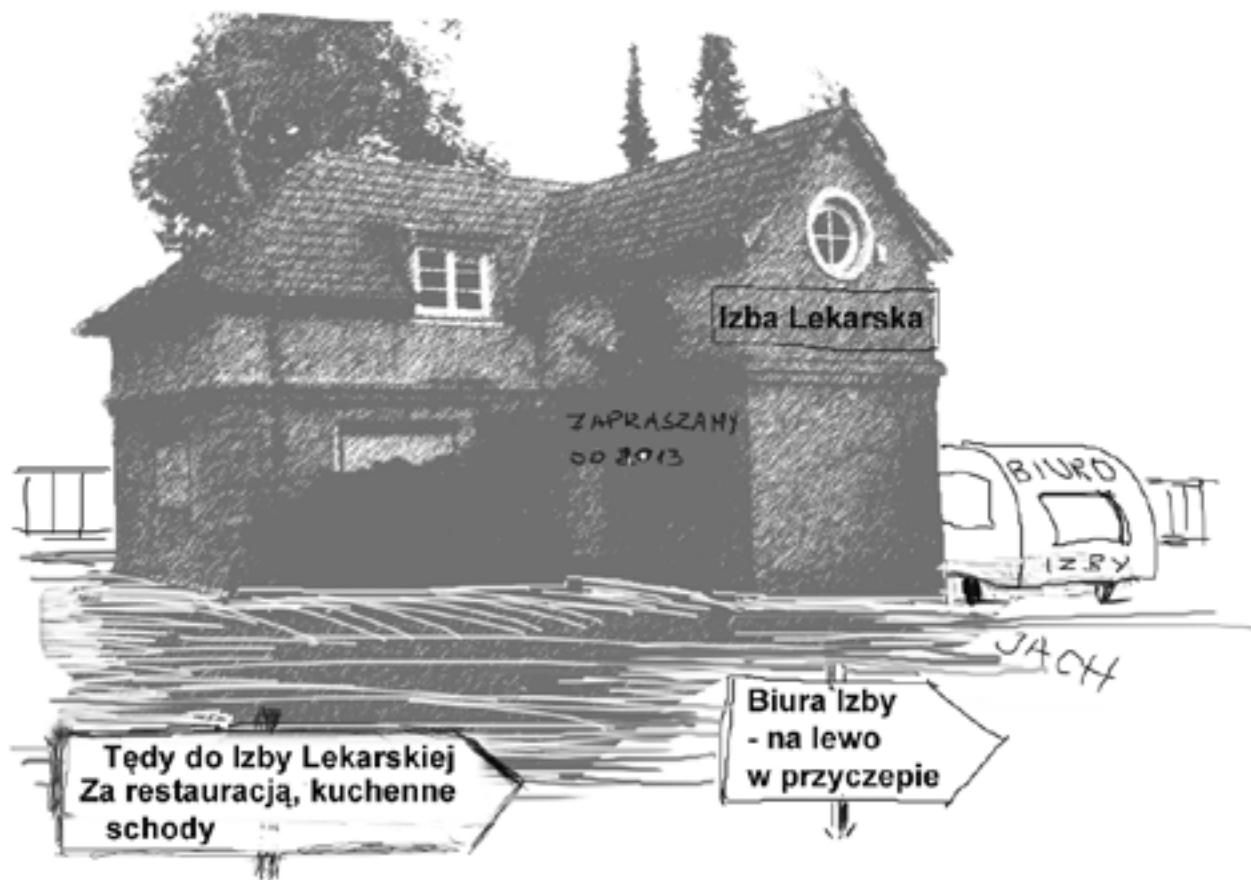 Izba Lekarska
ZAPRASZAMY
OD 2013
BIURO
IZBY
JACH
Biura Izby
- na lewo
w przyczepie
Tędy do Izby Lekarskiej
Za restauracją, kuchenne
schody